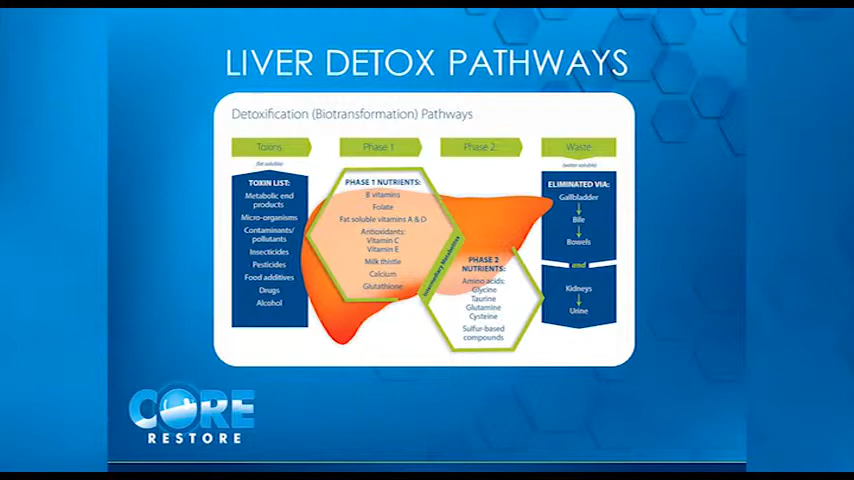 LIVER DETOX PATHWAYS
Detoxification (Biotransformation) Pathways
Toxins
(fat soluble)
TOXIN LIST:
Metabolic end
products
Micro-organisms
Contaminants/
pollutants
Insecticides
Pesticides
Food additives
Drugs
Alcohol
Phase 1
PHASE 1 NUTRIENTS:
B vitamins
Folate
Fat soluble vitamins A & D
Antioxidants:
Vitamin C
Vitamin E
Milk thistle
Calcium
Glutathione
Intermediary Metabolites
Phase 2
PHASE 2
NUTRIENTS:
Amino acids:
Glycine
Taurine
Glutamine
Cysteine
Sulfur-based
compounds
Waste
(water soluble)
ELIMINATED VIA:
Gallbladder
Bile
Bowels
and
Kidneys
Urine
CORE
RESTORE